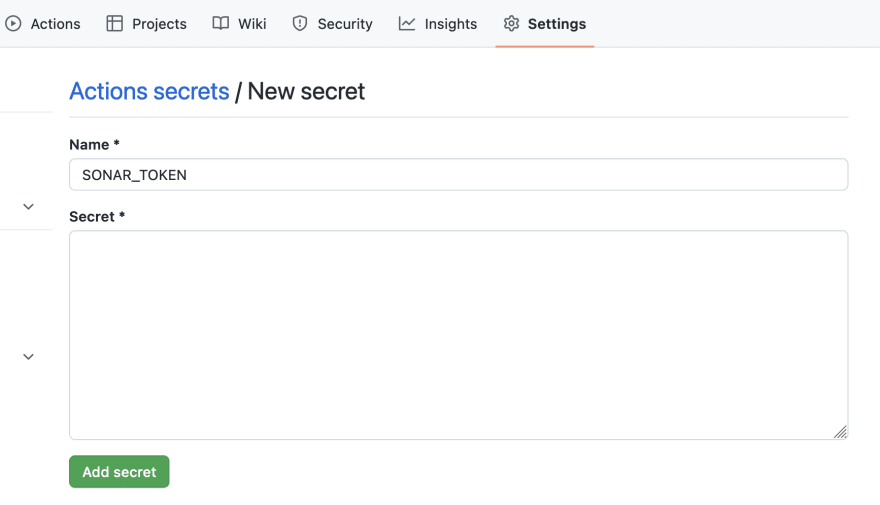 Actions Projects Wiki Security Insights Settings
Actions secrets / New secret
Name *
SONAR_TOKEN
Secret *
Add secret